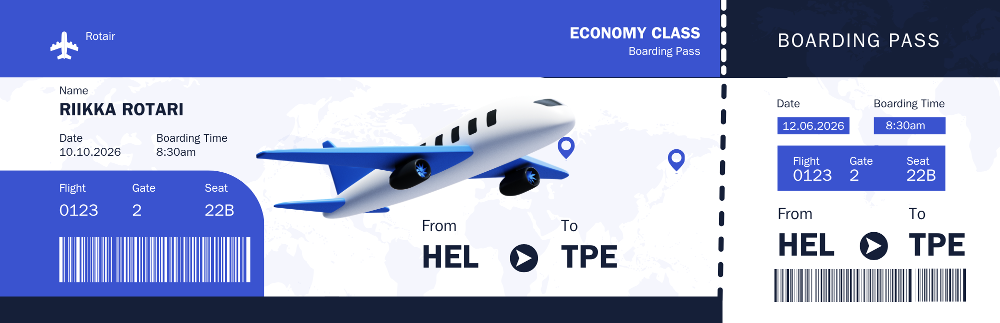 Rotair
ECONOMY CLASS
Boarding Pass
Name
RIIKKA ROTARI
Date Boarding Time
10.10.2026 8:30am
Flight Gate Seat
0123 2 22B
From To
HEL TPE
BOARDING PASS
Date Boarding Time
12.06.2026 8:30am
Flight Gate Seat
0123 2 22B
From To
HEL TPE